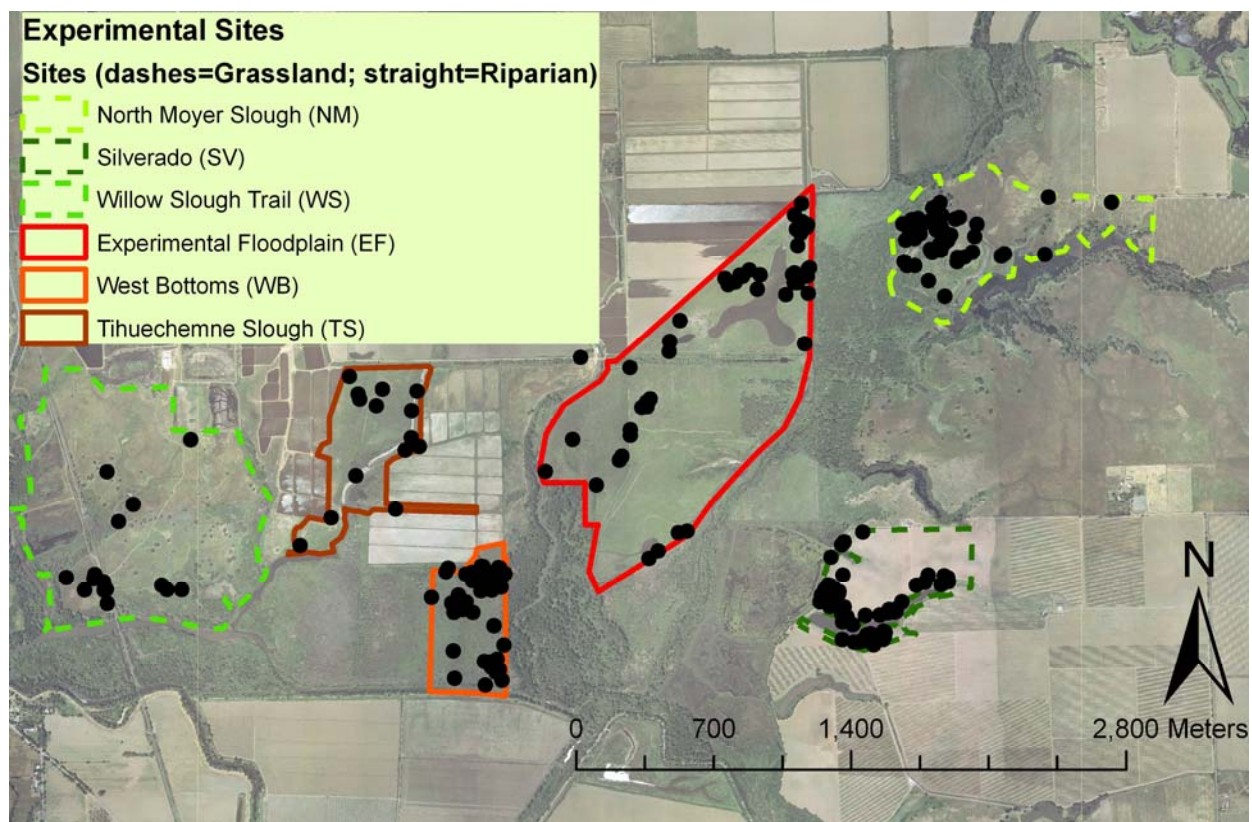 Experimental Sites
Sites (dashes=Grassland; straight=Riparian)
North Moyer Slough (NM)
Silverado (SV)
Willow Slough Trail (WS)
Experimental Floodplain (EF)
West Bottoms (WB)
Tihuechemne Slough (TS)
N
0 700 1,400 2,800 Meters